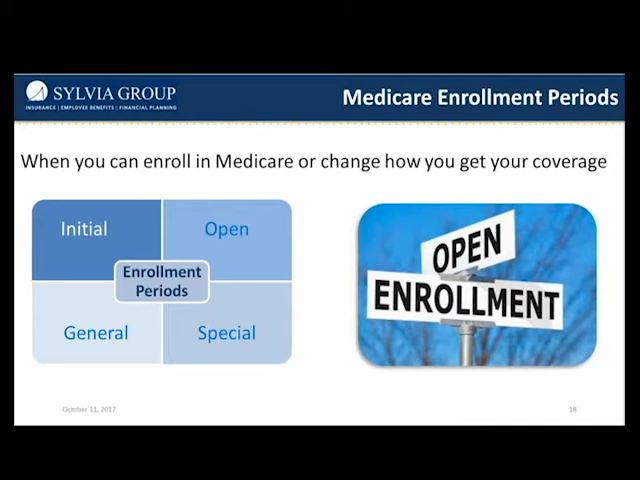 SYLVIA GROUP
INSURANCE | EMPLOYEE BENEFITS | FINANCIAL PLANNING
Medicare Enrollment Periods
When you can enroll in Medicare or change how you get your coverage
Initial
Open
Enrollment
Periods
General
Special
OPEN
ENROLLMENT
October 11, 2017
18